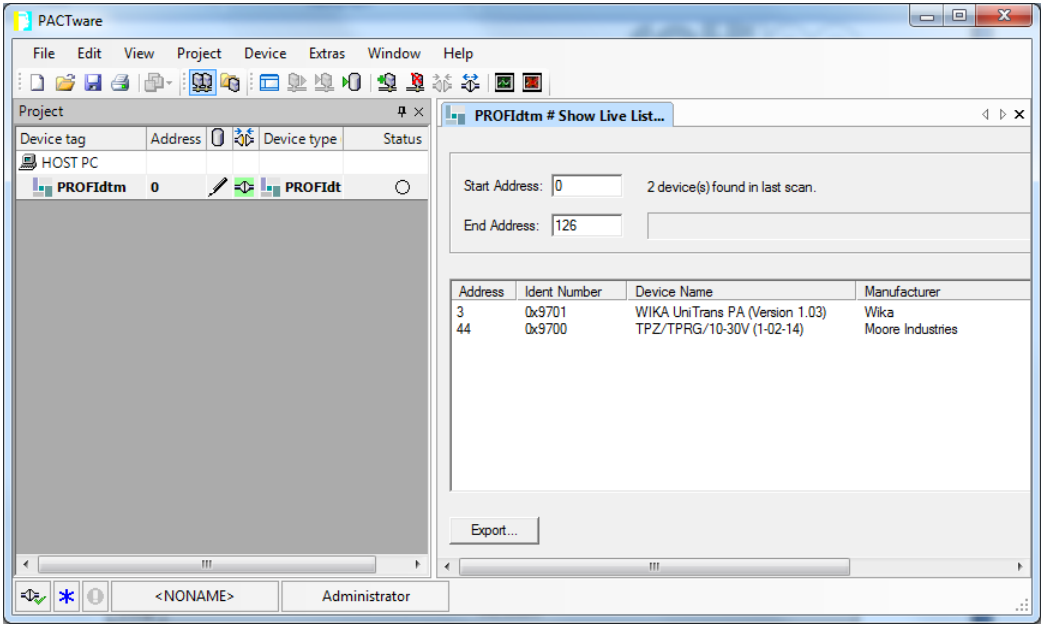 PACTware
File Edit View Project Device Extras Window Help
Project
Device tag Address Device type Status
HOST PC
PROFIdtm 0 PROFIdt
PROFIdtm # Show Live List...
Start Address: 0 2 device(s) found in last scan.
End Address: 126
Address Ident Number Device Name Manufacturer
3 0x9701 WIKA UniTrans PA (Version 1.03) Wika
44 0x9700 TPZ/TPRG/10-30V (1-02-14) Moore Industries
Export...
<NONAME> Administrator